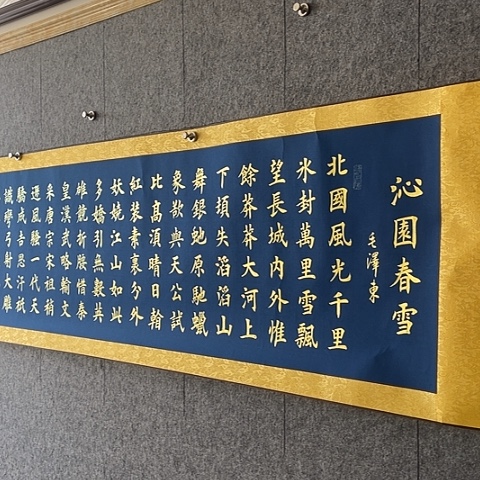 沁園春雪
毛澤東
北國風光千里
氷封萬里雪飄
望長城內外惟
餘莽莽大河上
下頓失滔滔山
舞銀虵原馳蠟
象欲與天公試
比高須晴日
紅裝素裹分外
妖嬈江山如此
多嬌引無數英
雄競折腰惜秦
皇漢武略輸文
采唐宗宋祖稍
遜風騷一代天
驕成吉思汗祇
識彎弓射大雕